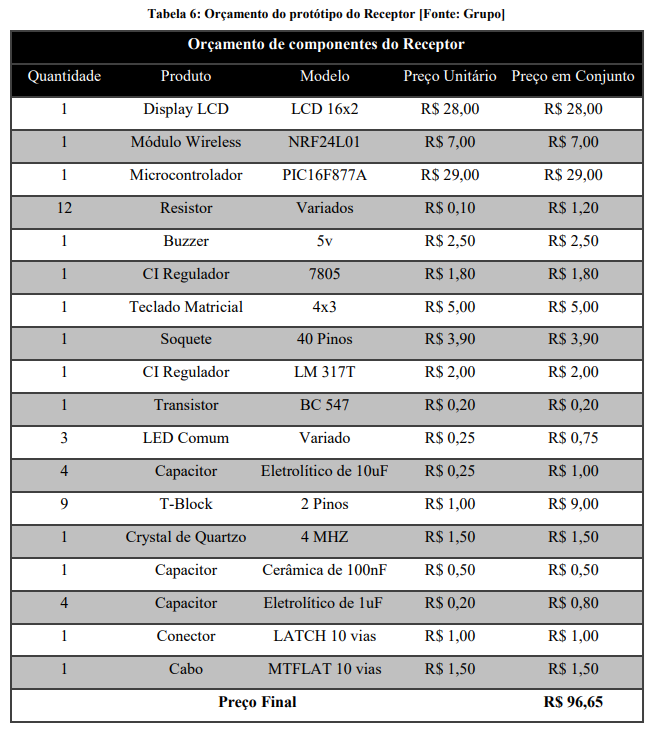 Tabela 6: Orçamento do protótipo do Receptor [Fonte: Grupo]
Orçamento de componentes do Receptor
Quantidade Produto Modelo Preço Unitário Preço em Conjunto
1 Display LCD LCD 16x2 R$ 28,00 R$ 28,00
1 Módulo Wireless NRF24L01 R$ 7,00 R$ 7,00
1 Microcontrolador PIC16F877A R$ 29,00 R$ 29,00
12 Resistor Variados R$ 0,10 R$ 1,20
1 Buzzer 5v R$ 2,50 R$ 2,50
1 CI Regulador 7805 R$ 1,80 R$ 1,80
1 Teclado Matricial 4x3 R$ 5,00 R$ 5,00
1 Soquete 40 Pinos R$ 3,90 R$ 3,90
1 CI Regulador LM 317T R$ 2,00 R$ 2,00
1 Transistor BC 547 R$ 0,20 R$ 0,20
3 LED Comum Variado R$ 0,25 R$ 0,75
4 Capacitor Eletrolítico de 10uF R$ 0,25 R$ 1,00
9 T-Block 2 Pinos R$ 1,00 R$ 9,00
1 Crystal de Quartzo 4 MHZ R$ 1,50 R$ 1,50
1 Capacitor Cerâmica de 100nF R$ 0,50 R$ 0,50
4 Capacitor Eletrolítico de 1uF R$ 0,20 R$ 0,80
1 Conector LATCH 10 vias R$ 1,00 R$ 1,00
1 Cabo MTFLAT 10 vias R$ 1,50 R$ 1,50
Preço Final R$ 96,65